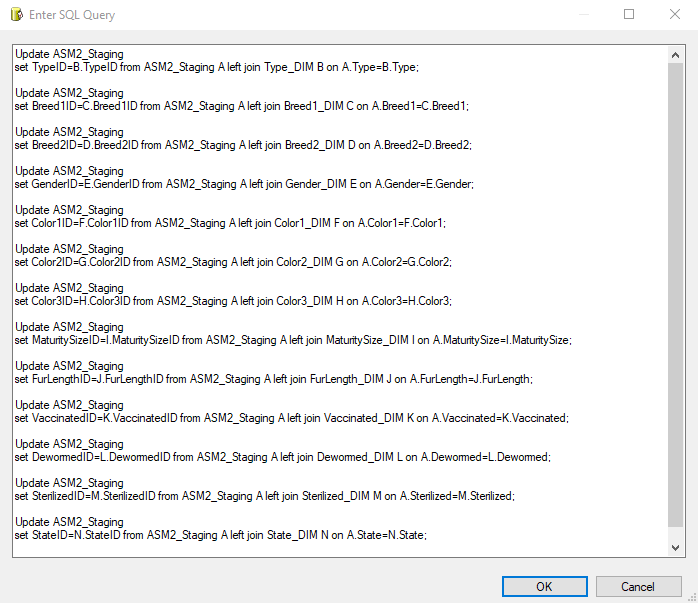 Enter SQL Query
Update ASM2_Staging
set TypeID=B.TypeID from ASM2_Staging A left join Type_DIM B on A.Type=B.Type;
Update ASM2_Staging
set Breed1ID=C.Breed1ID from ASM2_Staging A left join Breed1_DIM C on A.Breed1=C.Breed1;
Update ASM2_Staging
set Breed2ID=D.Breed2ID from ASM2_Staging A left join Breed2_DIM D on A.Breed2=D.Breed2;
Update ASM2_Staging
set GenderID=E.GenderID from ASM2_Staging A left join Gender_DIM E on A.Gender=E.Gender;
Update ASM2_Staging
set Color1ID=F.Color1ID from ASM2_Staging A left join Color1_DIM F on A.Color1=F.Color1;
Update ASM2_Staging
set Color2ID=G.Color2ID from ASM2_Staging A left join Color2_DIM G on A.Color2=G.Color2;
Update ASM2_Staging
set Color3ID=H.Color3ID from ASM2_Staging A left join Color3_DIM H on A.Color3=H.Color3;
Update ASM2_Staging
set MaturitySizeID=I.MaturitySizeID from ASM2_Staging A left join MaturitySize_DIM I on A.MaturitySize=I.MaturitySize;
Update ASM2_Staging
set FurLengthID=J.FurLengthID from ASM2_Staging A left join FurLength_DIM J on A.FurLength=J.FurLength;
Update ASM2_Staging
set VaccinatedID=K.VaccinatedID from ASM2_Staging A left join Vaccinated_DIM K on A.Vaccinated=K.Vaccinated;
Update ASM2_Staging
set DewormedID=L.DewormedID from ASM2_Staging A left join Dewormed_DIM L on A.Dewormed=L.Dewormed;
Update ASM2_Staging
set SterilizedID=M.SterilizedID from ASM2_Staging A left join Sterilized_DIM M on A.Sterilized=M.Sterilized;
Update ASM2_Staging
set StateID=N.StateID from ASM2_Staging A left join State_DIM N on A.State=N.State;
OK Cancel